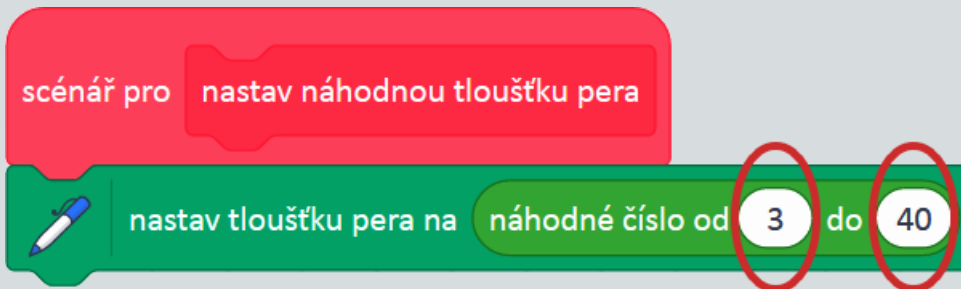 scénář pro nastav náhodnou tloušťku pera
nastav tloušťku pera na náhodné číslo od 3 do 40